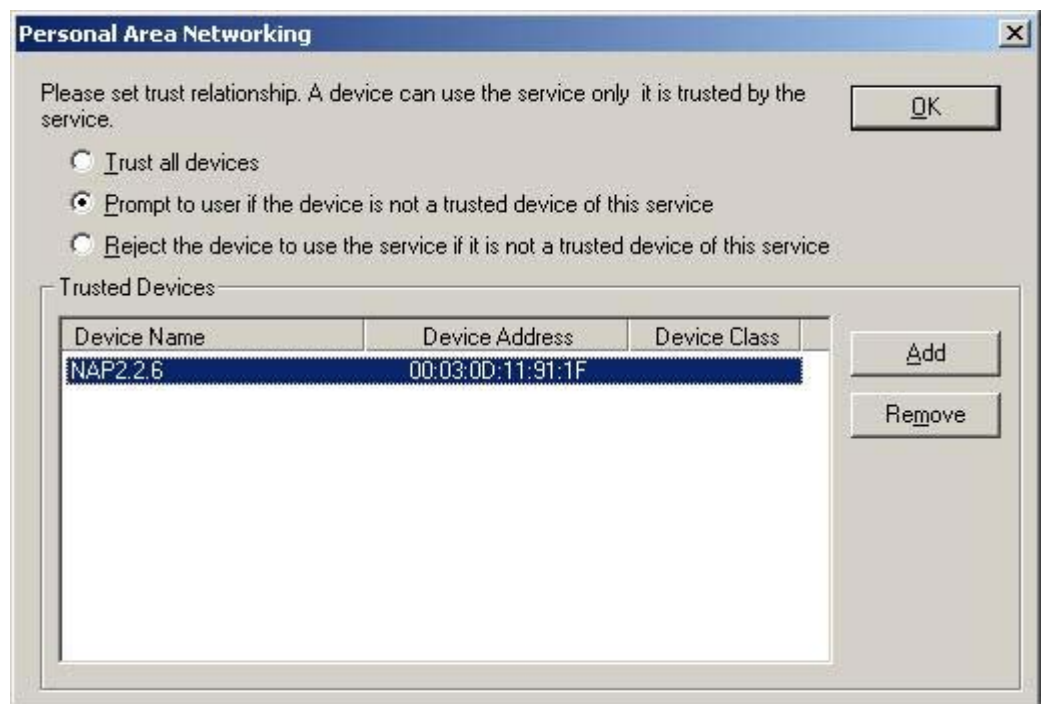 Personal Area Networking
Please set trust relationship. A device can use the service only  it is trusted by the
service.
OK
Trust all devices
Prompt to user if the device is not a trusted device of this service
Reject the device to use the service if it is not a trusted device of this service
Trusted Devices
Device Name Device Address Device Class
NAP2.2.6 00:03:0D:11:91:1F
Add
Remove